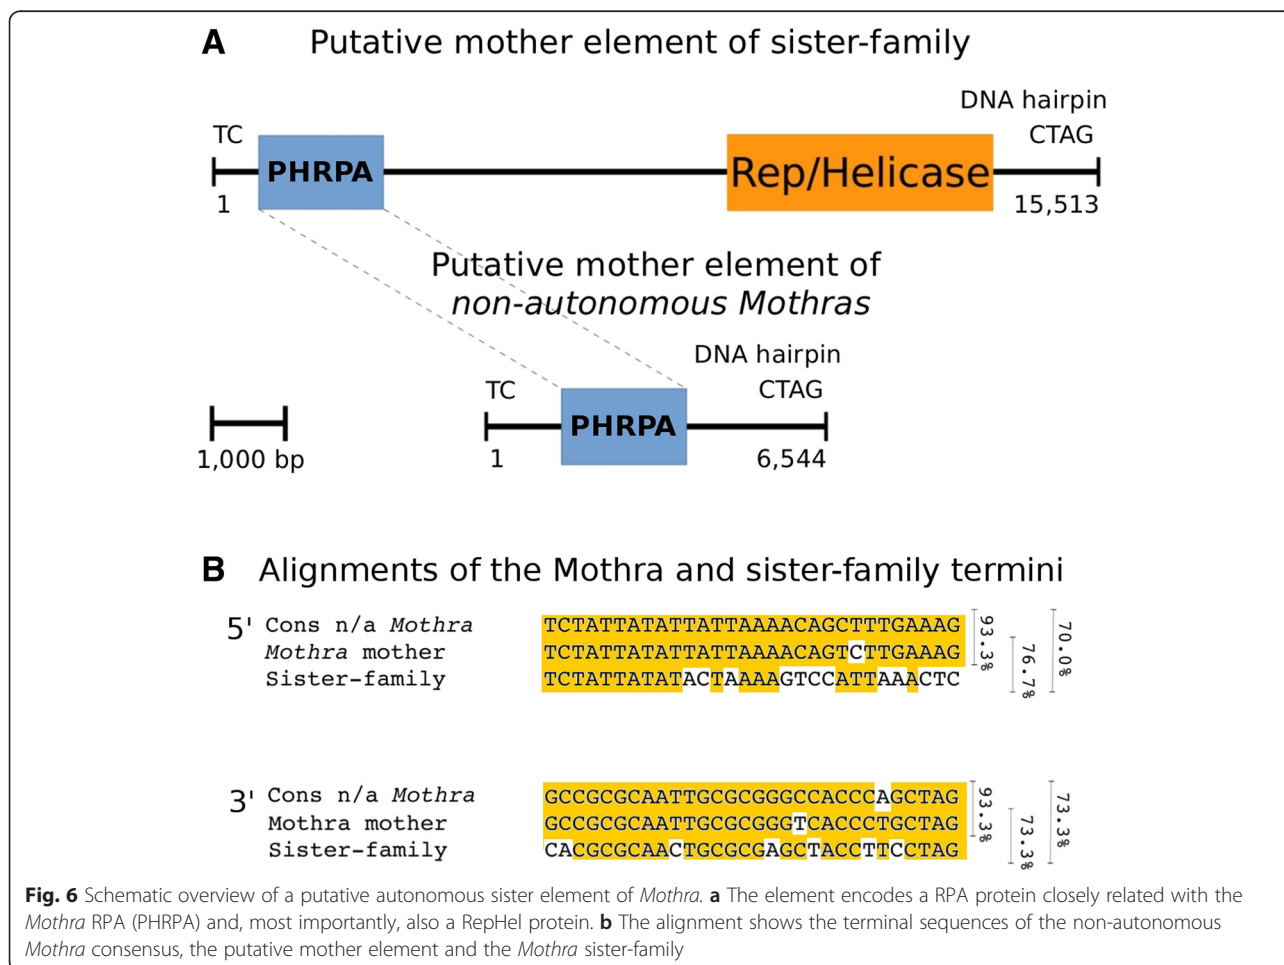 A Putative mother element of sister-family
DNA hairpin
TC CTAG
PHRPA Rep/Helicase
1 15,513
Putative mother element of
non-autonomous Mothras
DNA hairpin
TC CTAG
PHRPA
1,000 bp 1 6,544
B Alignments of the Mothra and sister-family termini
5' Cons n/a Mothra TCTATTATATTATTAAAACAGCTTTGAAAG
Mothra mother TCTATTATATTATTAAAACAGTCTTGAAAG
Sister-family TCTATTATATACTAAAAGTCCATTAAACTC
93.3% 76.7% 70.0%
3' Cons n/a Mothra GCCGCGCAATTGCGCGGGCCACCCAGCTAG
Mothra mother GCCGCGCAATTGCGCGGGTCACCCTGCTAG
Sister-family CACGCGCAACTGCGCGAGCTACCTTCCTAG
93.3% 73.3% 73.3%
Fig. 6 Schematic overview of a putative autonomous sister element of Mothra. a The element encodes a RPA protein closely related with the
Mothra RPA (PHRPA) and, most importantly, also a RepHel protein. b The alignment shows the terminal sequences of the non-autonomous
Mothra consensus, the putative mother element and the Mothra sister-family